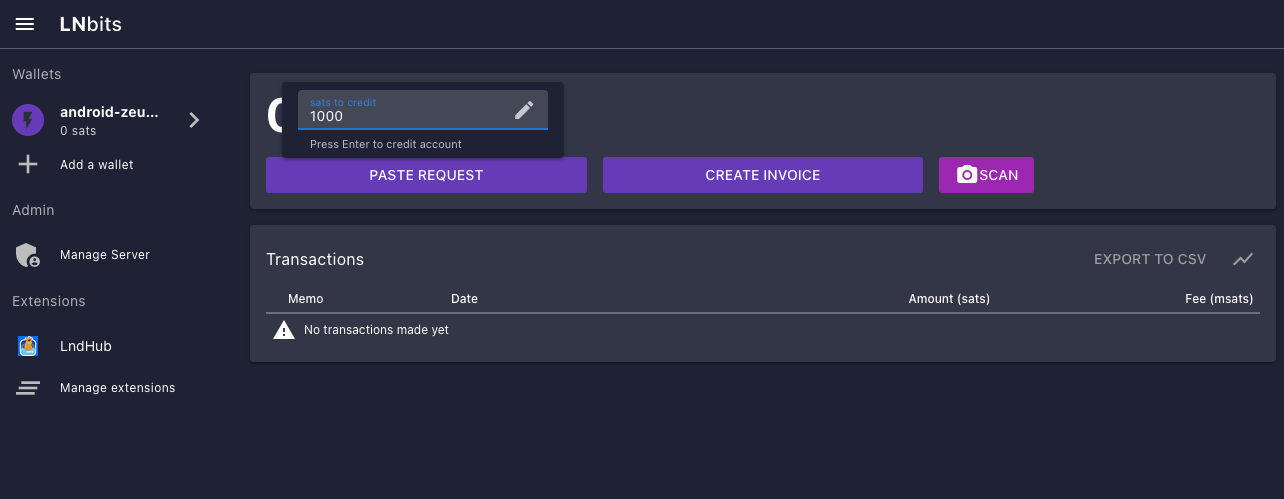 LNbits
Wallets
android-zeu...
0 sats
Add a wallet
Admin
Manage Server
Extensions
LndHub
Manage extensions
sats to credit
1000
Press Enter to credit account
PASTE REQUEST
CREATE INVOICE
SCAN
Transactions
EXPORT TO CSV
Memo Date Amount (sats) Fee (msats)
No transactions made yet